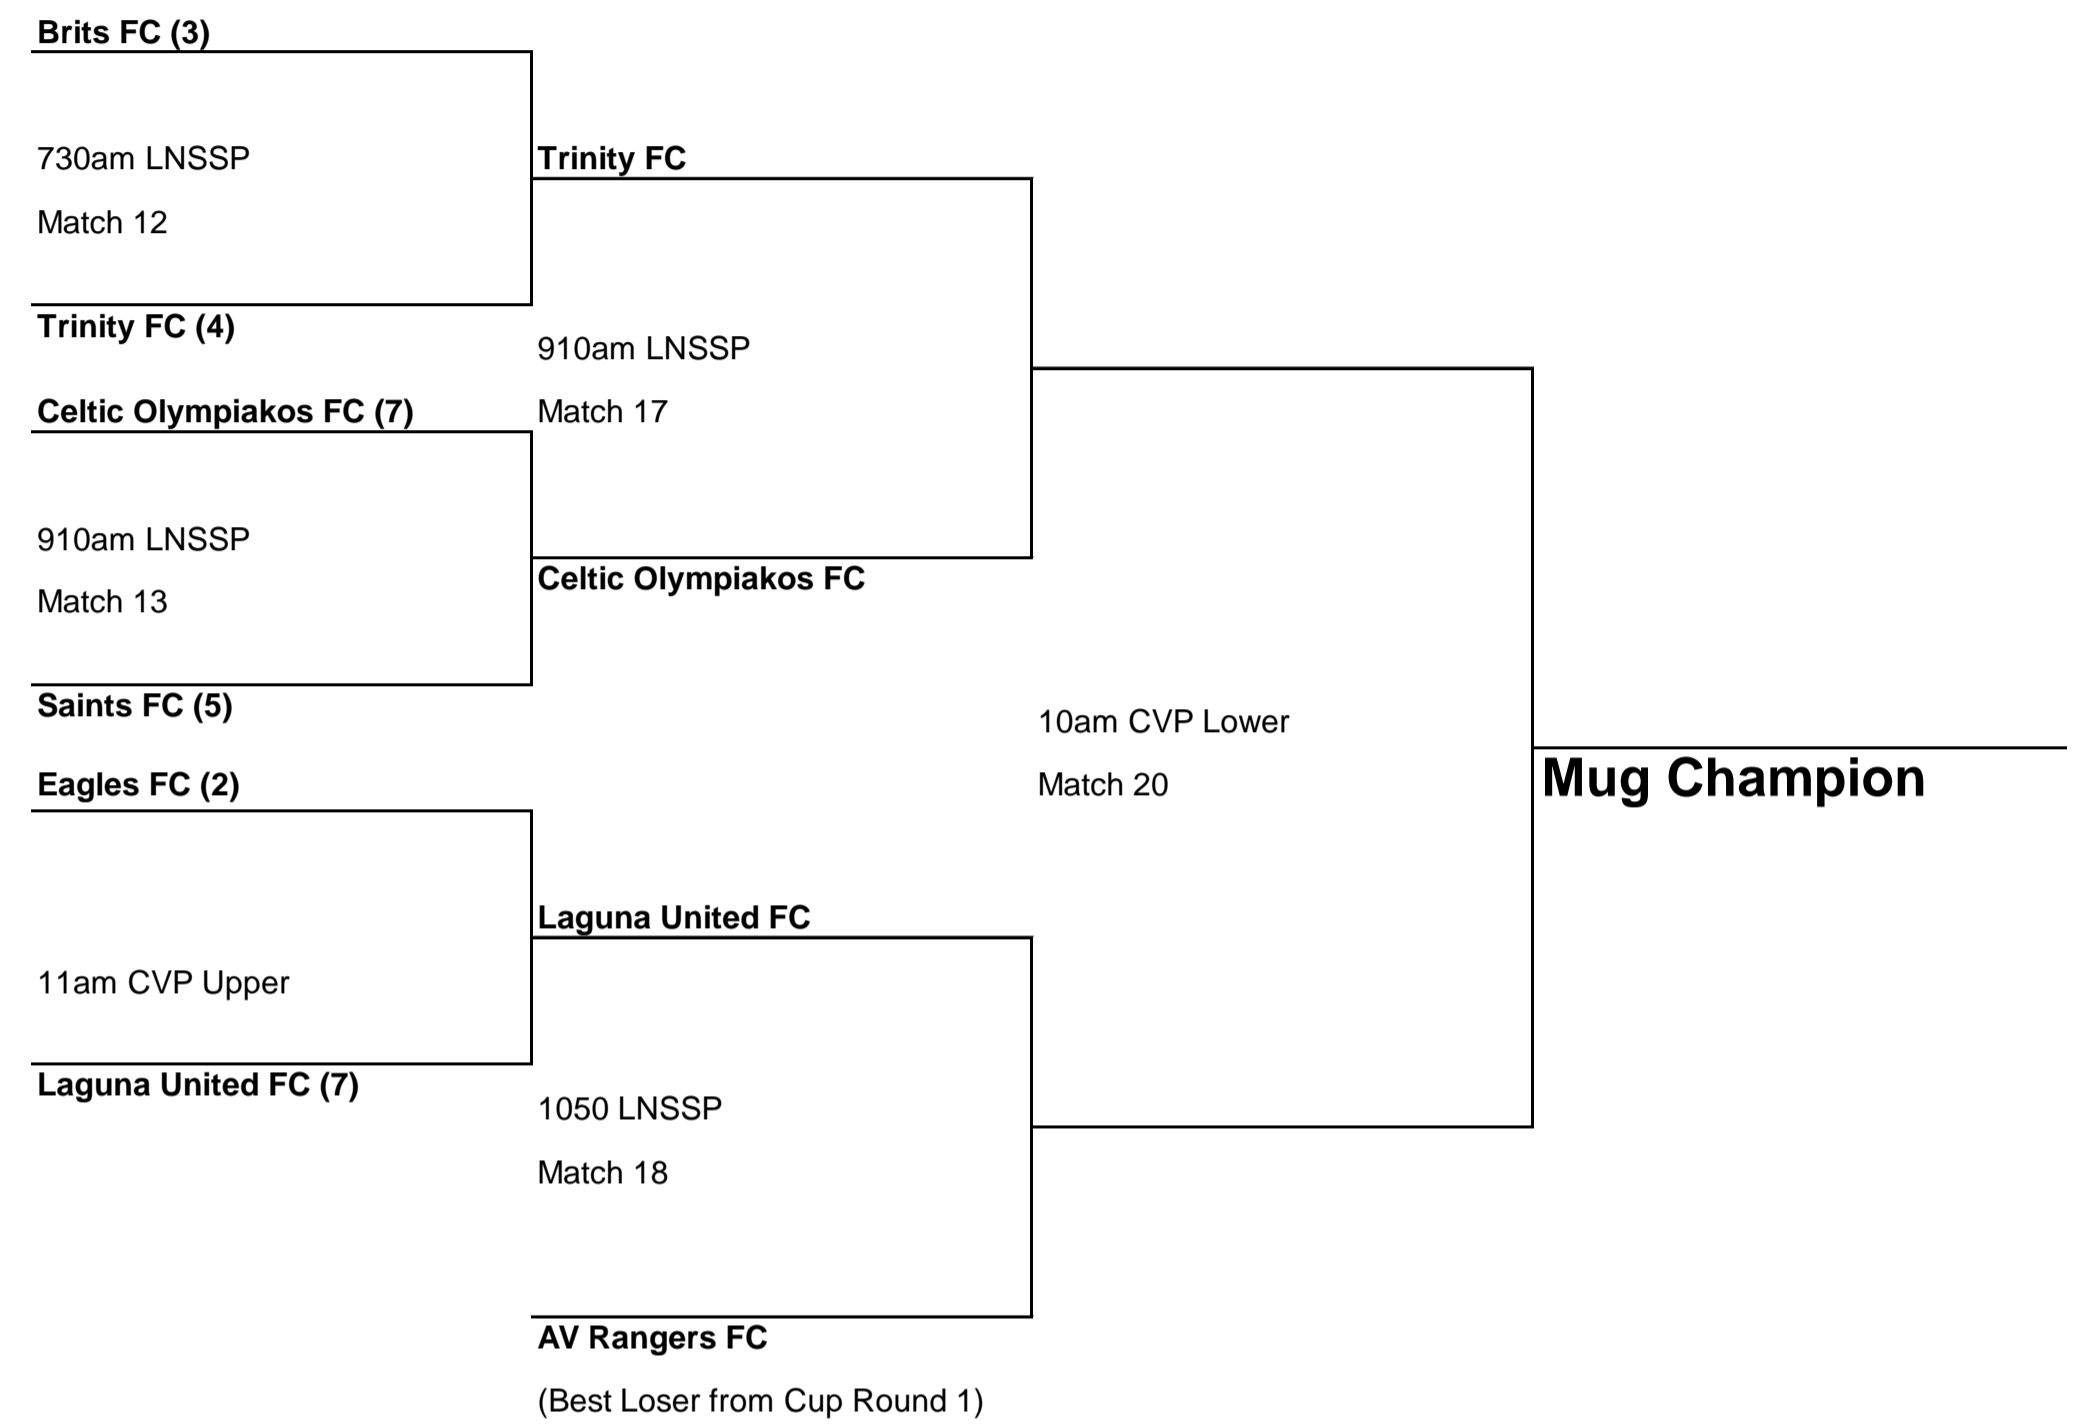 Brits FC (3)
730am LNSSP
Match 12
Trinity FC (4)
Celtic Olympiakos FC (7)
910am LNSSP
Match 13
Saints FC (5)
Eagles FC (2)
11am CVP Upper
Laguna United FC (7)
Trinity FC
910am LNSSP
Match 17
Celtic Olympiakos FC
Laguna United FC
1050 LNSSP
Match 18
AV Rangers FC
(Best Loser from Cup Round 1)
10am CVP Lower
Match 20
Mug Champion